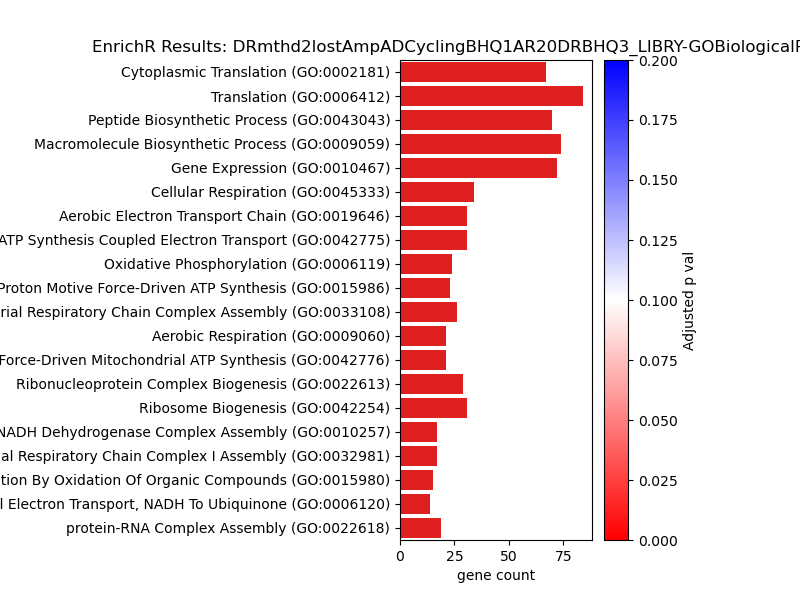 EnrichR Results: DRmthd2lostAmpADCyclingBHQ1AR20DRBHQ3_LIBRY-GOBiologicalP
Cytoplasmic Translation (GO:0002181)
Translation (GO:0006412)
Peptide Biosynthetic Process (GO:0043043)
Macromolecule Biosynthetic Process (GO:0009059)
Gene Expression (GO:0010467)
Cellular Respiration (GO:0045333)
Aerobic Electron Transport Chain (GO:0019646)
ATP Synthesis Coupled Electron Transport (GO:0042775)
Oxidative Phosphorylation (GO:0006119)
Proton Motive Force-Driven ATP Synthesis (GO:0015986)
rial Respiratory Chain Complex Assembly (GO:0033108)
Aerobic Respiration (GO:0009060)
Force-Driven Mitochondrial ATP Synthesis (GO:0042776)
Ribonucleoprotein Complex Biogenesis (GO:0022613)
Ribosome Biogenesis (GO:0042254)
NADH Dehydrogenase Complex Assembly (GO:0010257)
al Respiratory Chain Complex I Assembly (GO:0032981)
tion By Oxidation Of Organic Compounds (GO:0015980)
l Electron Transport, NADH To Ubiquinone (GO:0006120)
protein-RNA Complex Assembly (GO:0022618)
0 25 50 75
gene count
0.200
0.175
0.150
0.125
0.100
0.075
0.050
0.025
0.000
Adjusted p val